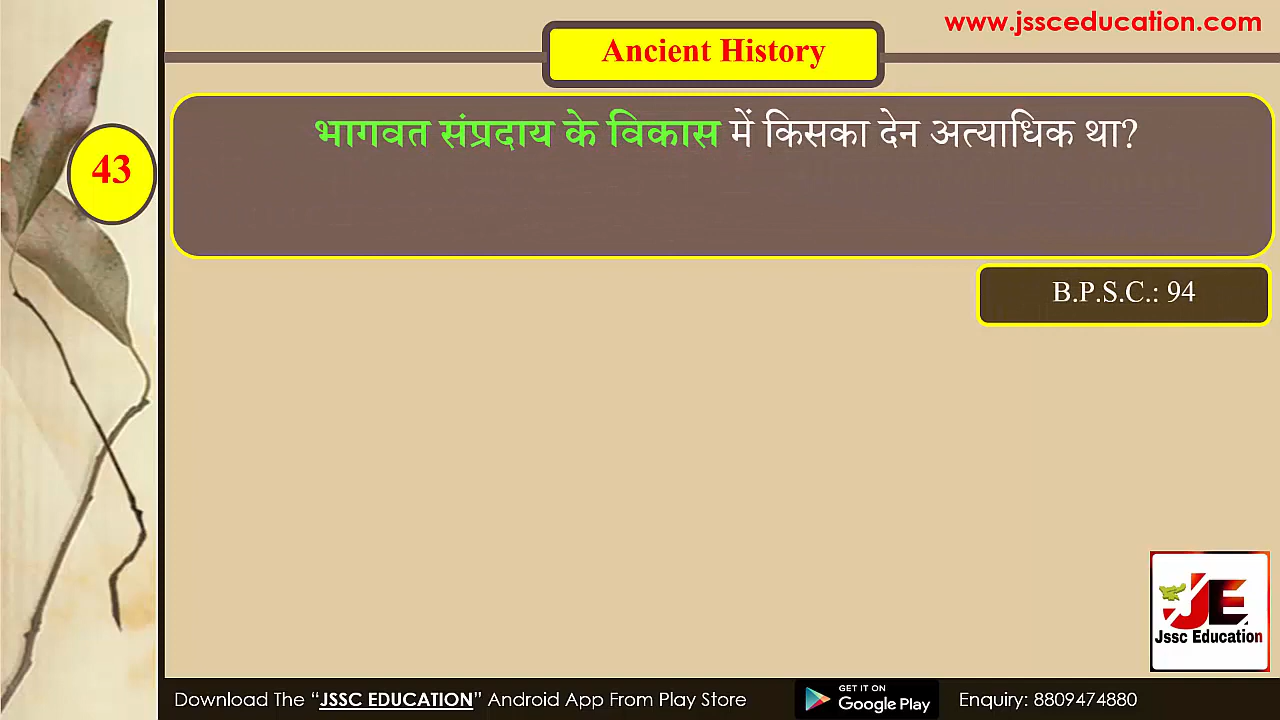 www.jssceducation.com
Ancient History
43
भागवत संप्रदाय के विकास में किसका देन अत्याधिक था?
B.P.S.C.: 94
JE
Jssc Education
Download The “JSSC EDUCATION” Android App From Play Store
GET IT ON
Google Play
Enquiry: 8809474880